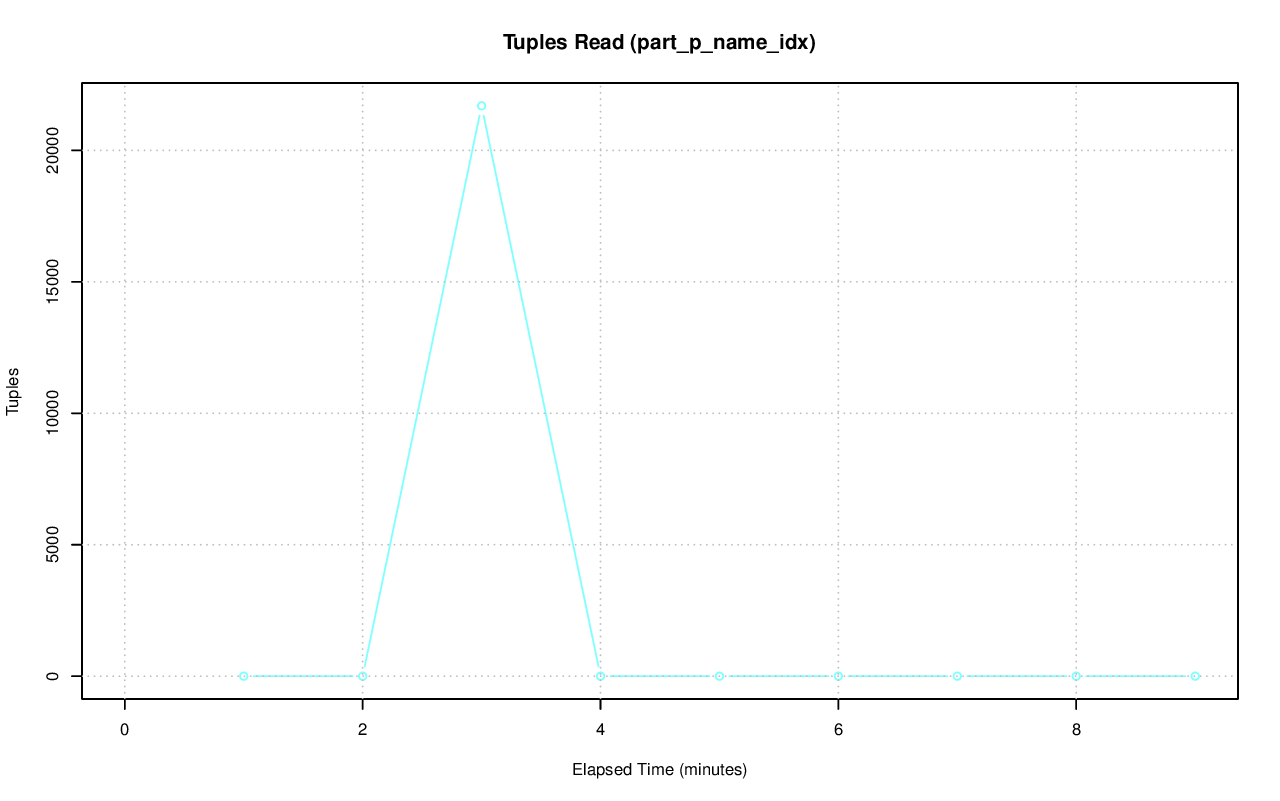 Tuples Read (part_p_name_idx)
20000
15000
10000
5000
0
Tuples
0 2 4 6 8
Elapsed Time (minutes)